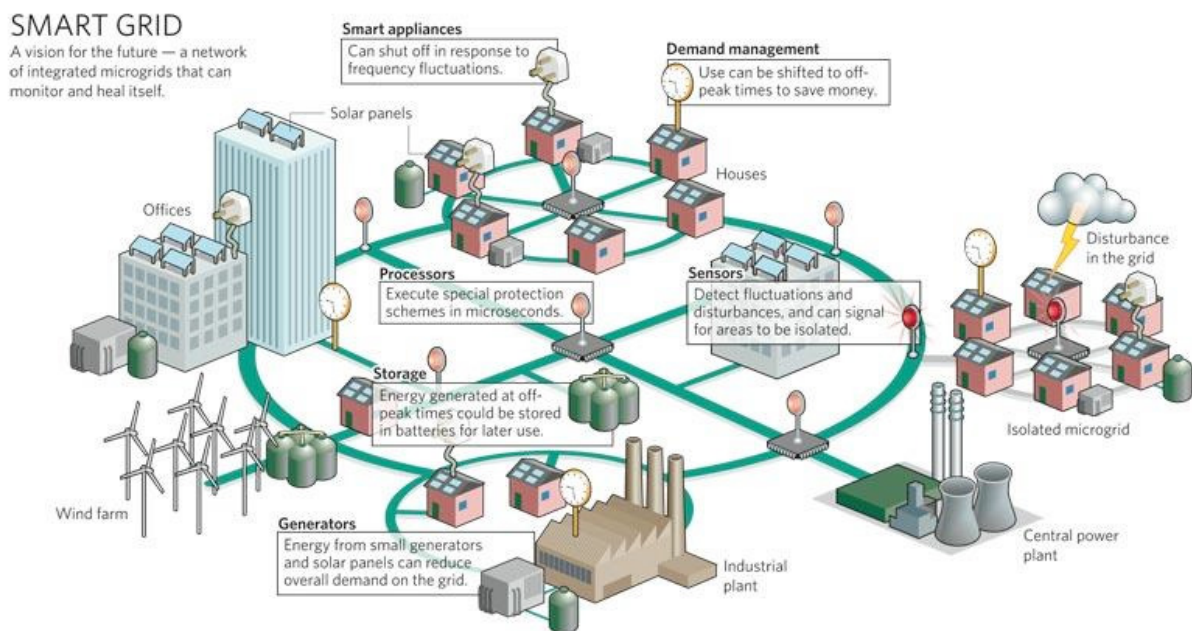 SMART GRID
A vision for the future — a network
of integrated microgrids that can
monitor and heal itself.
Smart appliances
Can shut off in response to
frequency fluctuations.
Demand management
Use can be shifted to off-
peak times to save money.
Solar panels
Houses
Offices
Disturbance
in the grid
Processors
Execute special protection
schemes in microseconds.
Sensors
Detect fluctuations and
disturbances, and can signal
for areas to be isolated.
Storage
Energy generated at off-
peak times could be stored
in batteries for later use.
Isolated microgrid
Wind farm
Generators
Energy from small generators
and solar panels can reduce
overall demand on the grid.
Industrial
plant
Central power
plant